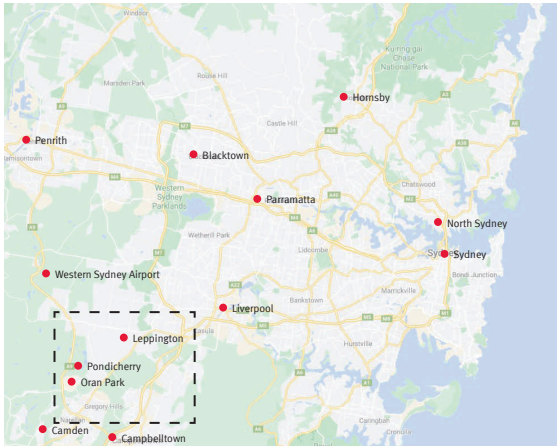 Windsor
Ku-ring-gai
Chase
National Park
Rouse Hill
Marsden Park
Hornsby
Castle Hill
Penrith
Blacktown
Chatswood
Western
Sydney
Parklands
Parramatta
North Sydney
Wetherill Park
Lidcombe
Sydney
Western Sydney Airport
Bondi Junction
Marrickville
Bankstown
Liverpool
Casula
Leppington
Hurstville
Pondicherry
Oran Park
Gregory Hills
Camden
Caringbah
Campbelltown
Cronulla